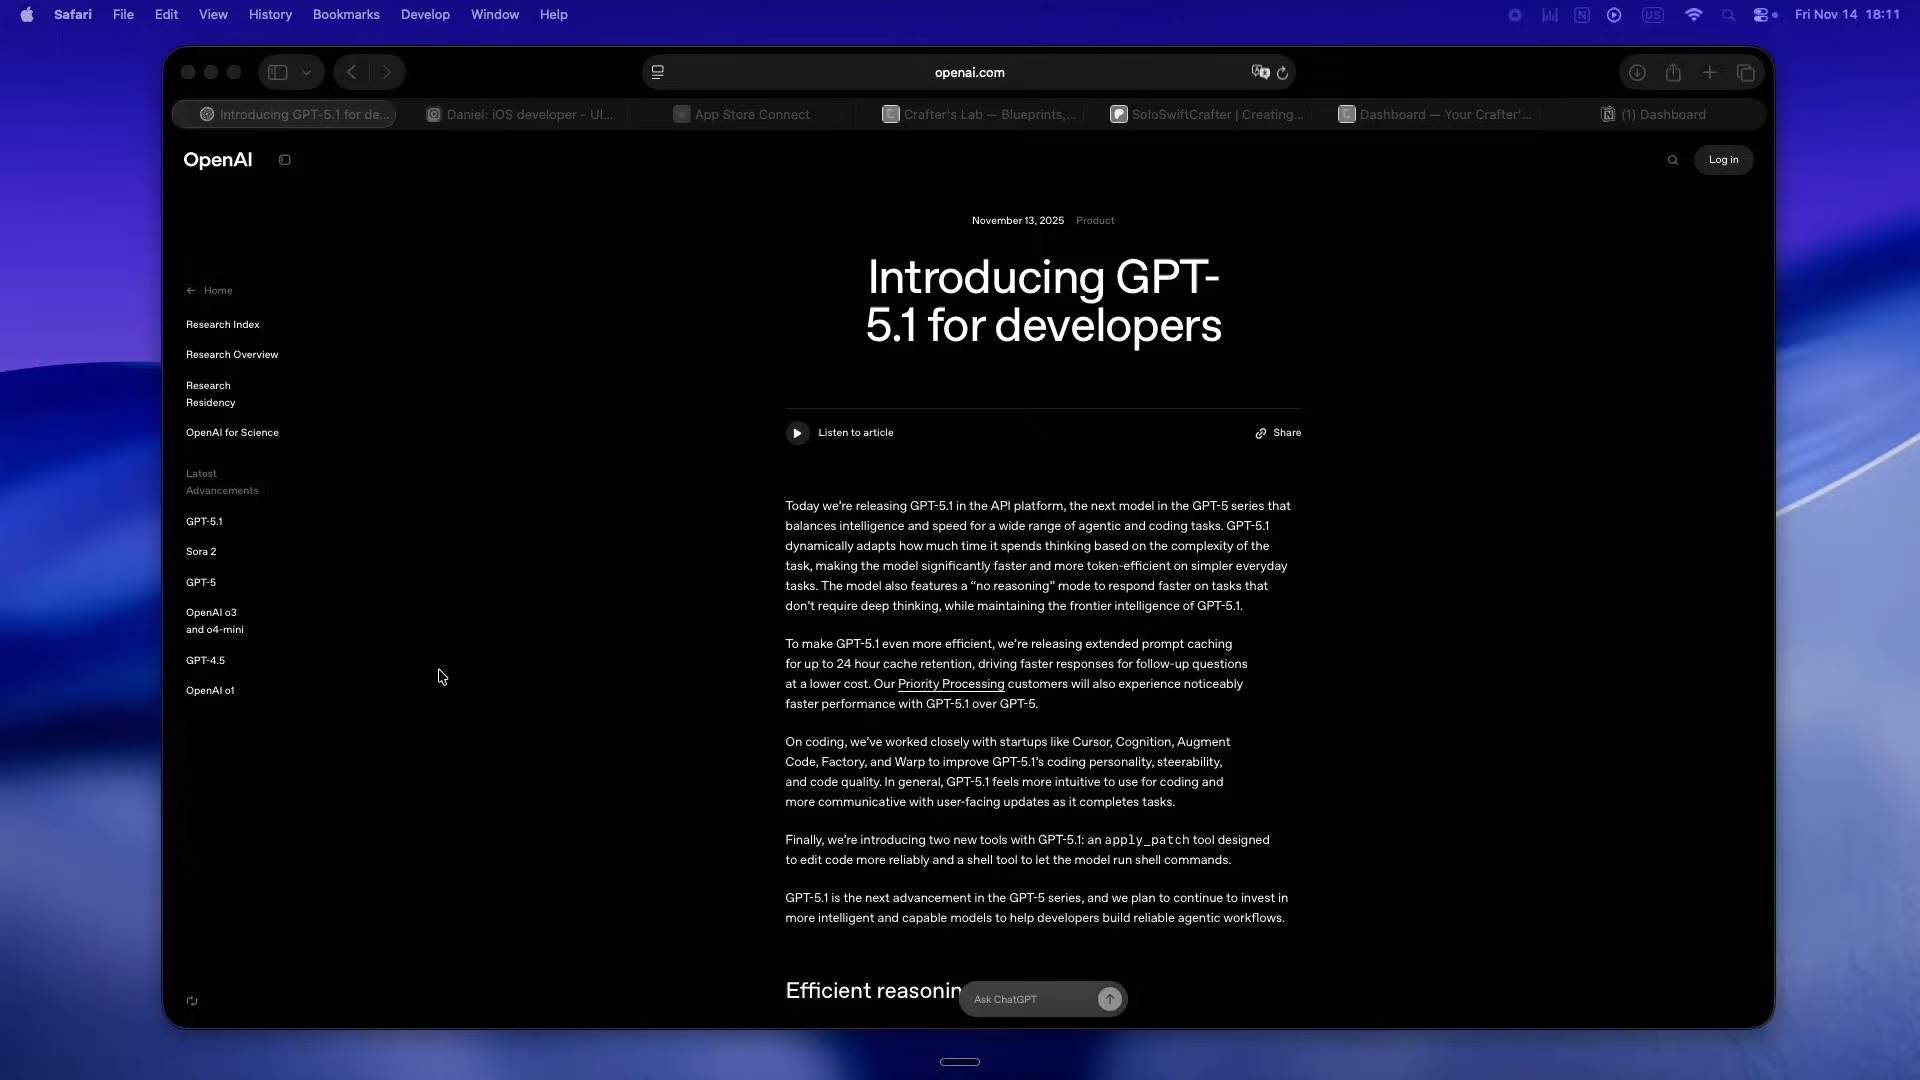 Safari File Edit View History Bookmarks Develop Window Help
N US Fri Nov 14 18:11
openai.com
Introducing GPT-5.1 for de...
Daniel: iOS developer - UI...
App Store Connect
Crafter's Lab — Blueprints,...
SoloSwiftCrafter | Creating...
Dashboard — Your Crafter'...
(1) Dashboard
OpenAI
Log in
Home
Research Index
Research Overview
Research
Residency
OpenAI for Science
Latest
Advancements
GPT-5.1
Sora 2
GPT-5
OpenAI o3
and o4-mini
GPT-4.5
OpenAI o1
November 13, 2025 Product
Introducing GPT-
5.1 for developers
Listen to article
Share
Today we’re releasing GPT-5.1 in the API platform, the next model in the GPT-5 series that
balances intelligence and speed for a wide range of agentic and coding tasks. GPT-5.1
dynamically adapts how much time it spends thinking based on the complexity of the
task, making the model significantly faster and more token-efficient on simpler everyday
tasks. The model also features a “no reasoning” mode to respond faster on tasks that
don’t require deep thinking, while maintaining the frontier intelligence of GPT-5.1.
To make GPT-5.1 even more efficient, we’re releasing extended prompt caching
for up to 24 hour cache retention, driving faster responses for follow-up questions
at a lower cost. Our Priority Processing customers will also experience noticeably
faster performance with GPT-5.1 over GPT-5.
On coding, we’ve worked closely with startups like Cursor, Cognition, Augment
Code, Factory, and Warp to improve GPT-5.1’s coding personality, steerability,
and code quality. In general, GPT-5.1 feels more intuitive to use for coding and
more communicative with user-facing updates as it completes tasks.
Finally, we’re introducing two new tools with GPT-5.1: an apply_patch tool designed
to edit code more reliably and a shell tool to let the model run shell commands.
GPT-5.1 is the next advancement in the GPT-5 series, and we plan to continue to invest in
more intelligent and capable models to help developers build reliable agentic workflows.
Efficient reasonin
Ask ChatGPT